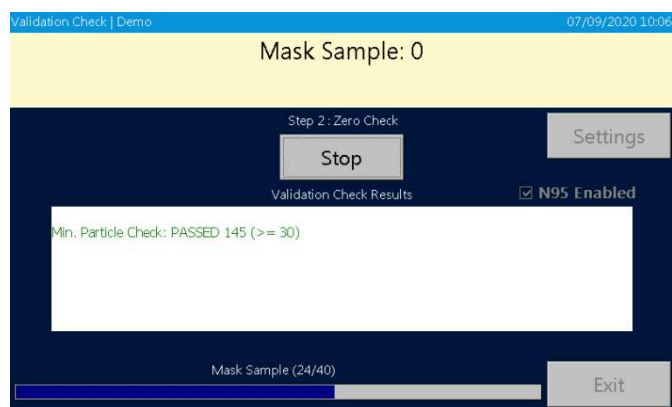 Validation Check | Demo 07/09/2020 10:06
Mask Sample: 0
Step 2 : Zero Check
Settings
Stop
Validation Check Results
N95 Enabled
Min. Particle Check: PASSED 145 (>= 30)
Mask Sample (24/40)
Exit